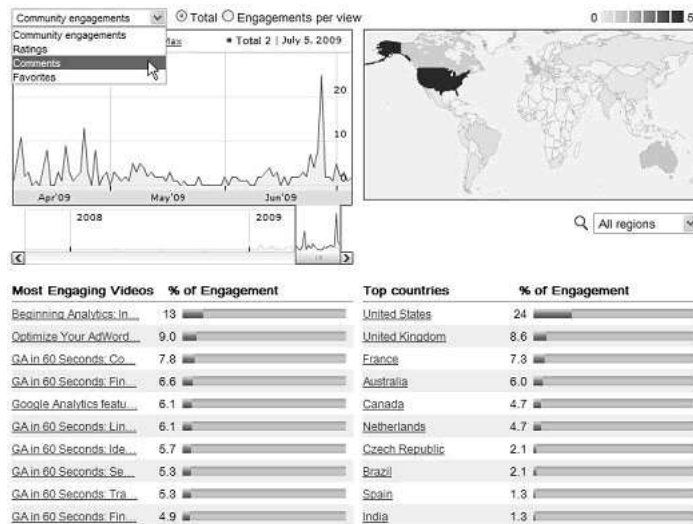 Community engagements
Total
Engagements per view
0
5
Community engagements
Ratings
Comments
Favorites
Max
Total 2 | July 5, 2009
20
10
0
Apr'09
May'09
Jun'09
2008
2009
All regions
Most Engaging Videos % of Engagement
Beginning Analytics: In... 13
Optimize Your AdWord... 9.0
GA in 60 Seconds: Co... 7.8
GA in 60 Seconds: Fin... 6.6
Google Analytics featu... 6.1
GA in 60 Seconds: Lin... 6.1
GA in 60 Seconds: Ide... 5.7
GA in 60 Seconds: Se... 5.3
GA in 60 Seconds: Tra... 5.3
GA in 60 Seconds: Fin... 4.9
Top countries % of Engagement
United States 24
United Kingdom 8.6
France 7.3
Australia 6.0
Canada 4.7
Netherlands 4.7
Czech Republic 2.1
Brazil 2.1
Spain 1.3
India 1.3